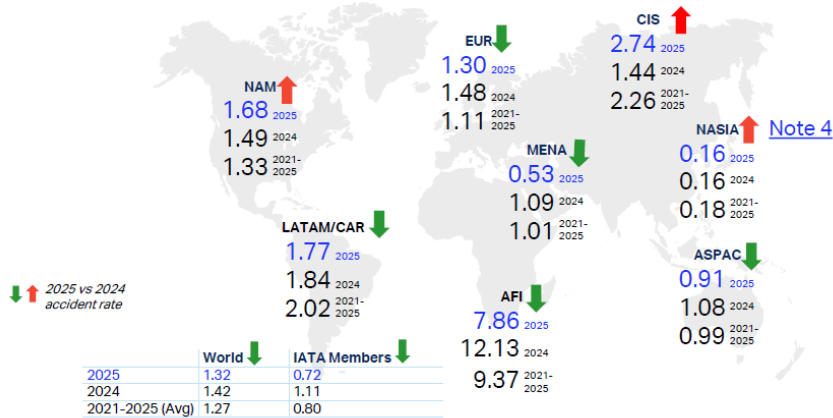 CIS
2.74 2025
1.44 2024
2.26 2021-2025
EUR
1.30 2025
1.48 2024
1.11 2021-2025
NAM
1.68 2025
1.49 2024
1.33 2021-2025
NASIA
Note 4
0.16 2025
0.16 2024
0.18 2021-2025
MENA
0.53 2025
1.09 2024
1.01 2021-2025
LATAM/CAR
1.77 2025
1.84 2024
2.02 2021-2025
ASPAC
0.91 2025
1.08 2024
0.99 2021-2025
AFI
7.86 2025
12.13 2024
9.37 2021-2025
2025 vs 2024
accident rate
World IATA Members
2025 1.32 0.72
2024 1.42 1.11
2021-2025 (Avg) 1.27 0.80